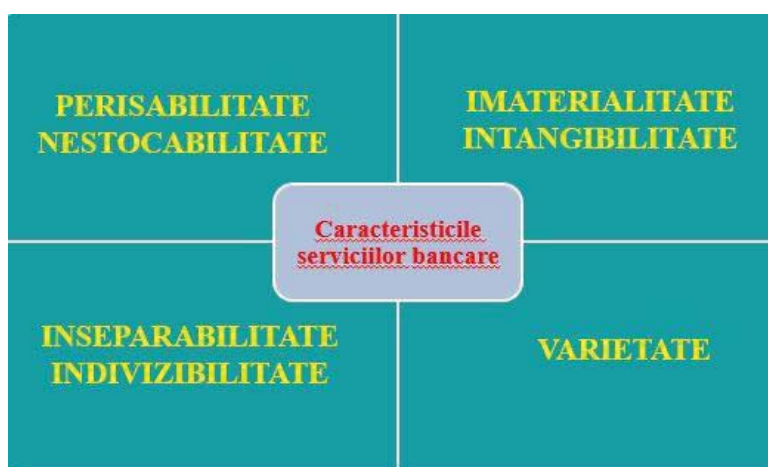 PERISABILITATE
NESTOCABILITATE
IMATERIALITATE
INTANGIBILITATE
Caracteristicile
serviciilor bancare
INSEPARABILITATE
INDIVIZIBILITATE
VARIETATE